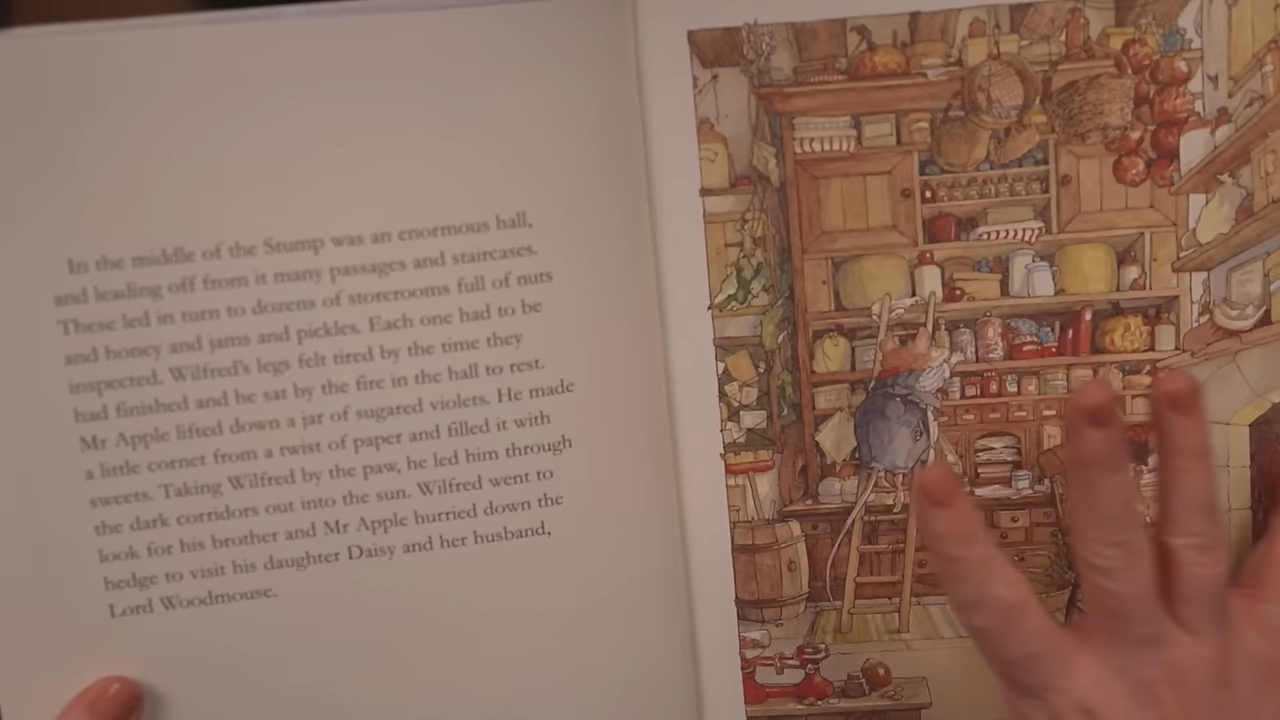 In the middle of the Stump was an enormous hall,
and leading off from it many passages and staircases.
These led in turn to dozens of storerooms full of nuts
and honey and jams and pickles. Each one had to be
inspected. Wilfred's legs felt tired by the time they
had finished and he sat by the fire in the hall to rest.
Mr Apple lifted down a jar of sugared violets. He made
a little cornet from a twist of paper and filled it with
sweets. Taking Wilfred by the paw, he led him through
the dark corridors out into the sun. Wilfred went to
look for his brother and Mr Apple hurried down the
hedge to visit his daughter Daisy and her husband,
Lord Woodmouse.